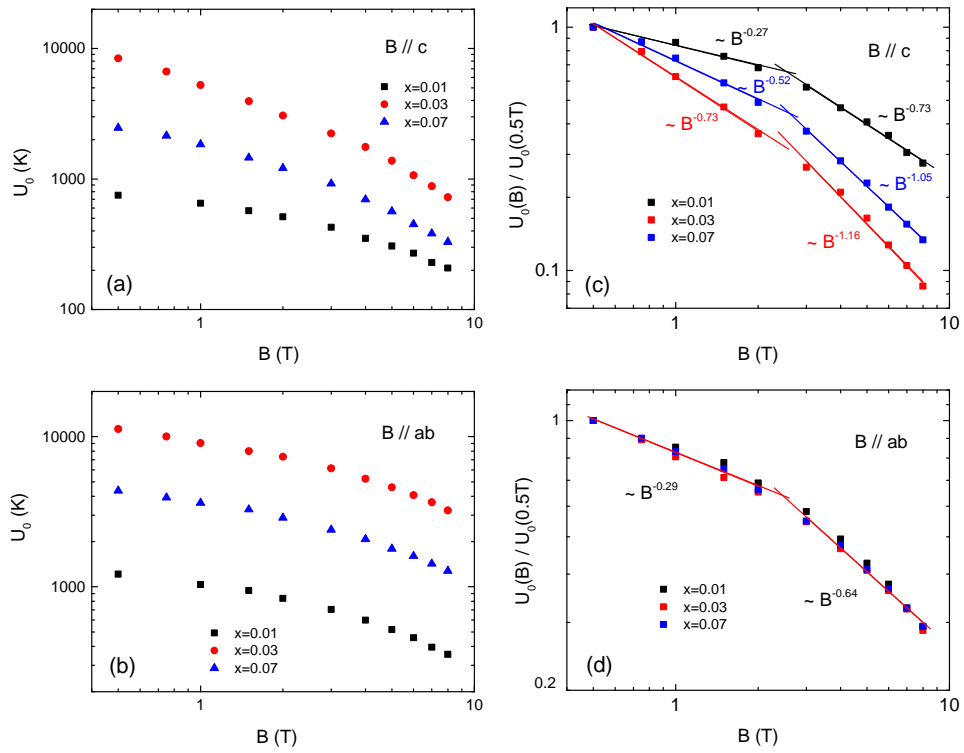 10000
1000
100
U₀ (K)
B // c
x=0.01
x=0.03
x=0.07
(a)
1
10
B (T)
1
0.1
U₀(B) / U₀(0.5T)
B // c
~ B⁻⁰·²⁷
~ B⁻⁰·⁵²
~ B⁻⁰·⁷³
~ B⁻⁰·⁷³
~ B⁻¹·⁰⁵
~ B⁻¹·¹⁶
x=0.01
x=0.03
x=0.07
(c)
1
10
B (T)
10000
1000
U₀ (K)
B // ab
x=0.01
x=0.03
x=0.07
(b)
1
10
B (T)
1
0.2
U₀(B) / U₀(0.5T)
B // ab
~ B⁻⁰·²⁹
~ B⁻⁰·⁶⁴
x=0.01
x=0.03
x=0.07
(d)
1
10
B (T)